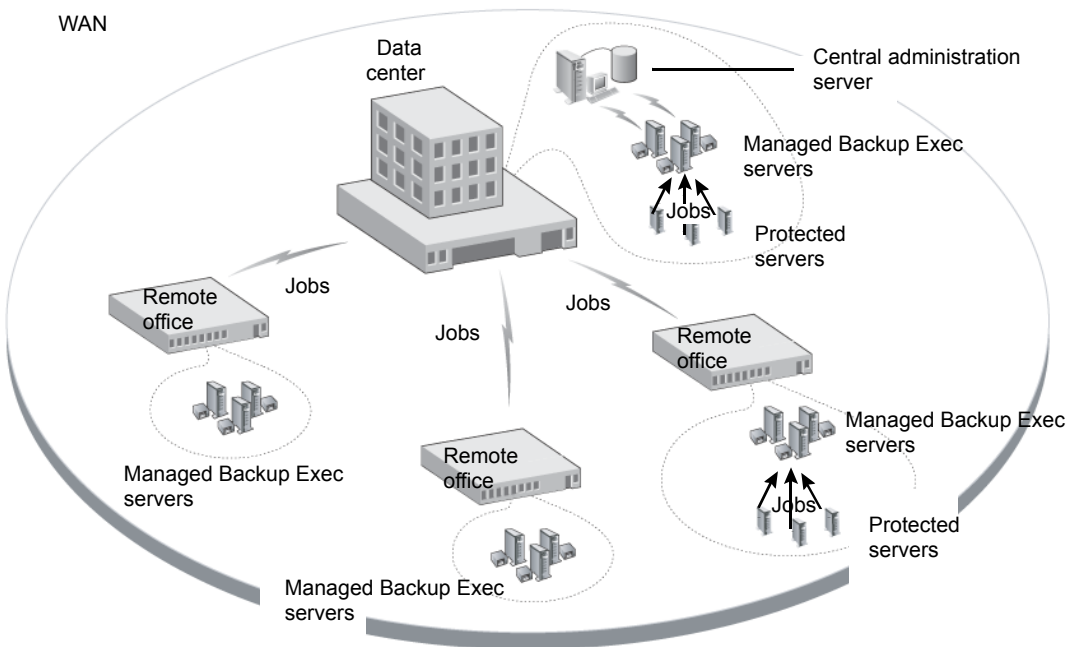 WAN
Data
center
Central administration
server
Managed Backup Exec
servers
Jobs
Protected
servers
Jobs
Remote
office
Managed Backup Exec
servers
Jobs
Remote
office
Managed Backup Exec
servers
Jobs
Remote
office
Managed Backup Exec
servers
Jobs
Protected
servers